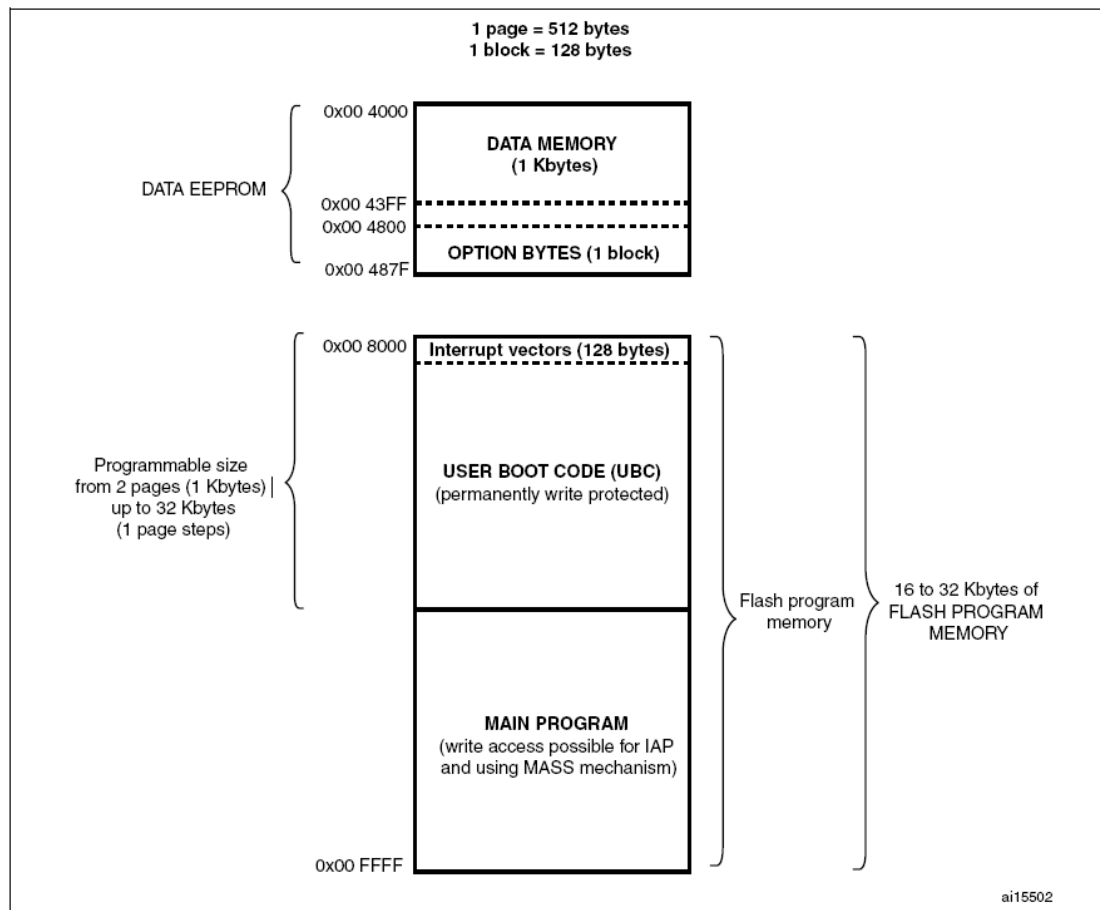 1 page = 512 bytes
1 block = 128 bytes
0x00 4000
DATA MEMORY
(1 Kbytes)
DATA EEPROM
0x00 43FF
0x00 4800
OPTION BYTES (1 block)
0x00 487F
0x00 8000
Interrupt vectors (128 bytes)
Programmable size
from 2 pages (1 Kbytes)
up to 32 Kbytes
(1 page steps)
USER BOOT CODE (UBC)
(permanently write protected)
Flash program
memory
16 to 32 Kbytes of
FLASH PROGRAM
MEMORY
MAIN PROGRAM
(write access possible for IAP
and using MASS mechanism)
0x00 FFFF
ai15502